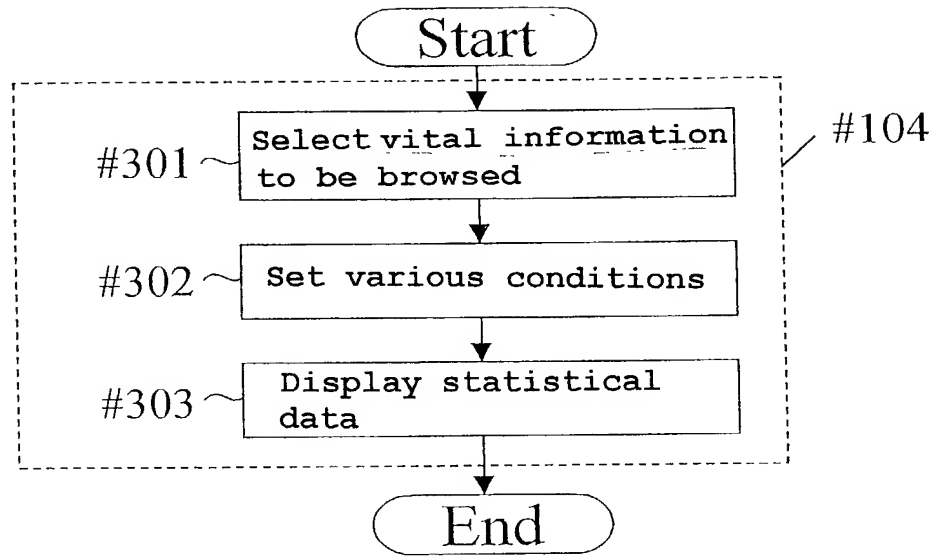 Start
#104
#301
Select vital information
to be browsed
#302
Set various conditions
#303
Display statistical
data
End